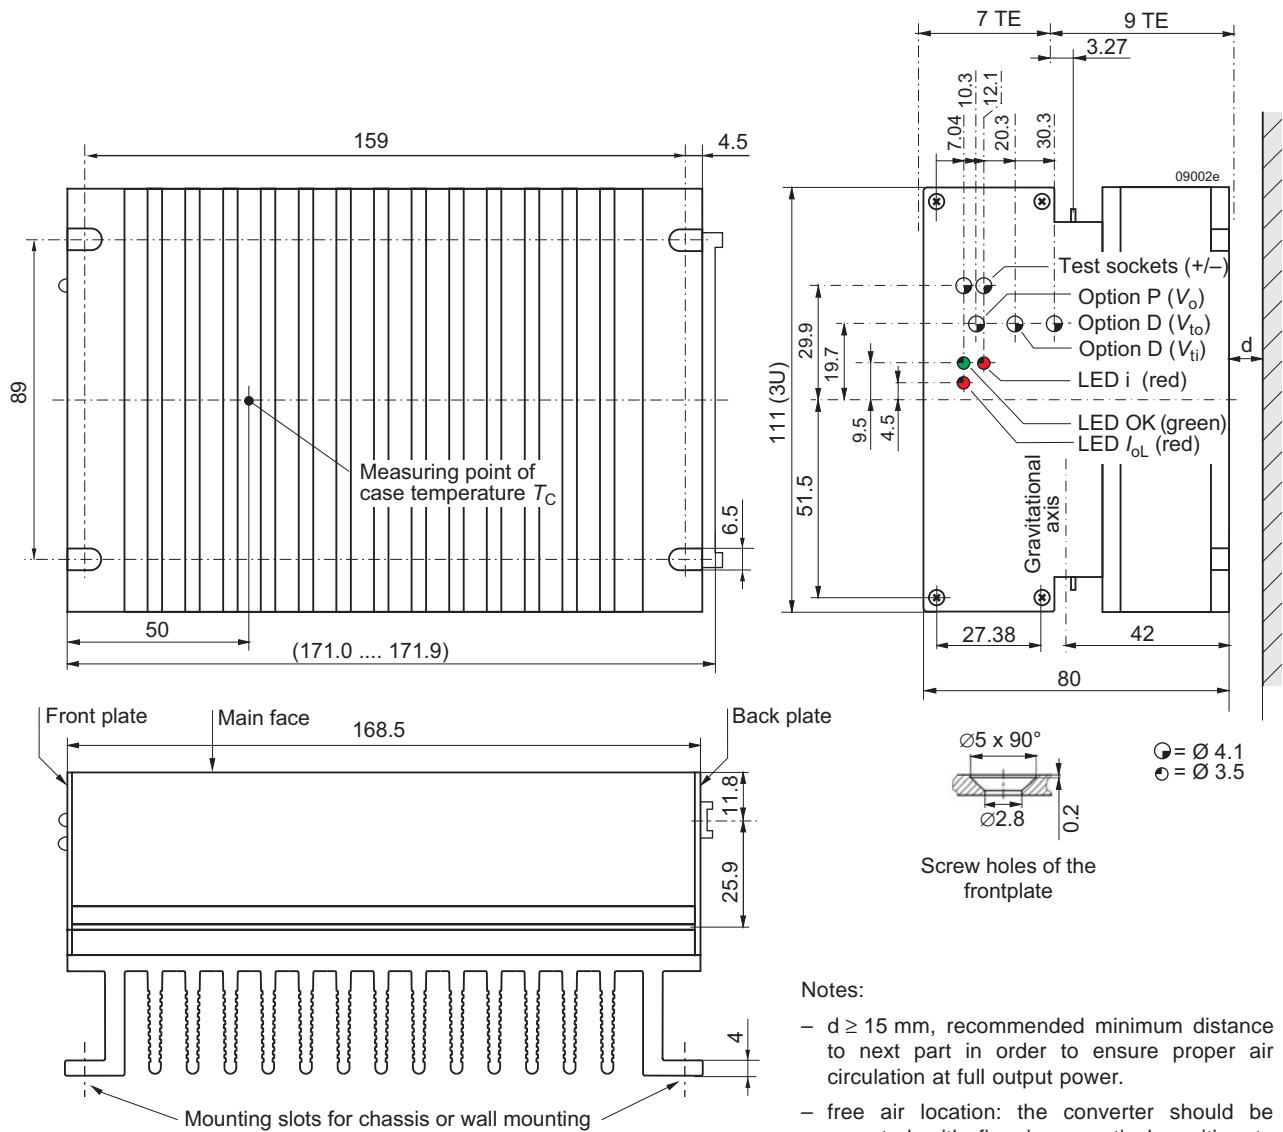 7 TE
9 TE
3.27
10.3
12.1
7.04
20.3
30.3
159
4.5
09002e
89
Test sockets (+/–)
Option P (Vo)
Option D (Vto)
Option D (Vti)
d
LED i (red)
LED OK (green)
LED IoL (red)
29.9
19.7
9.5
4.5
111 (3U)
51.5
Gravitational
axis
Measuring point of
case temperature TC
6.5
50
(171.0 .... 171.9)
27.38
42
80
Front plate
Main face
168.5
Back plate
11.8
25.9
∅5 x 90°
∅2.8
0.2
= Ø 4.1
= Ø 3.5
Screw holes of the
frontplate
4
Mounting slots for chassis or wall mounting
Notes:
– d ≥ 15 mm, recommended minimum distance
to next part in order to ensure proper air
circulation at full output power.
– free air location: the converter should be